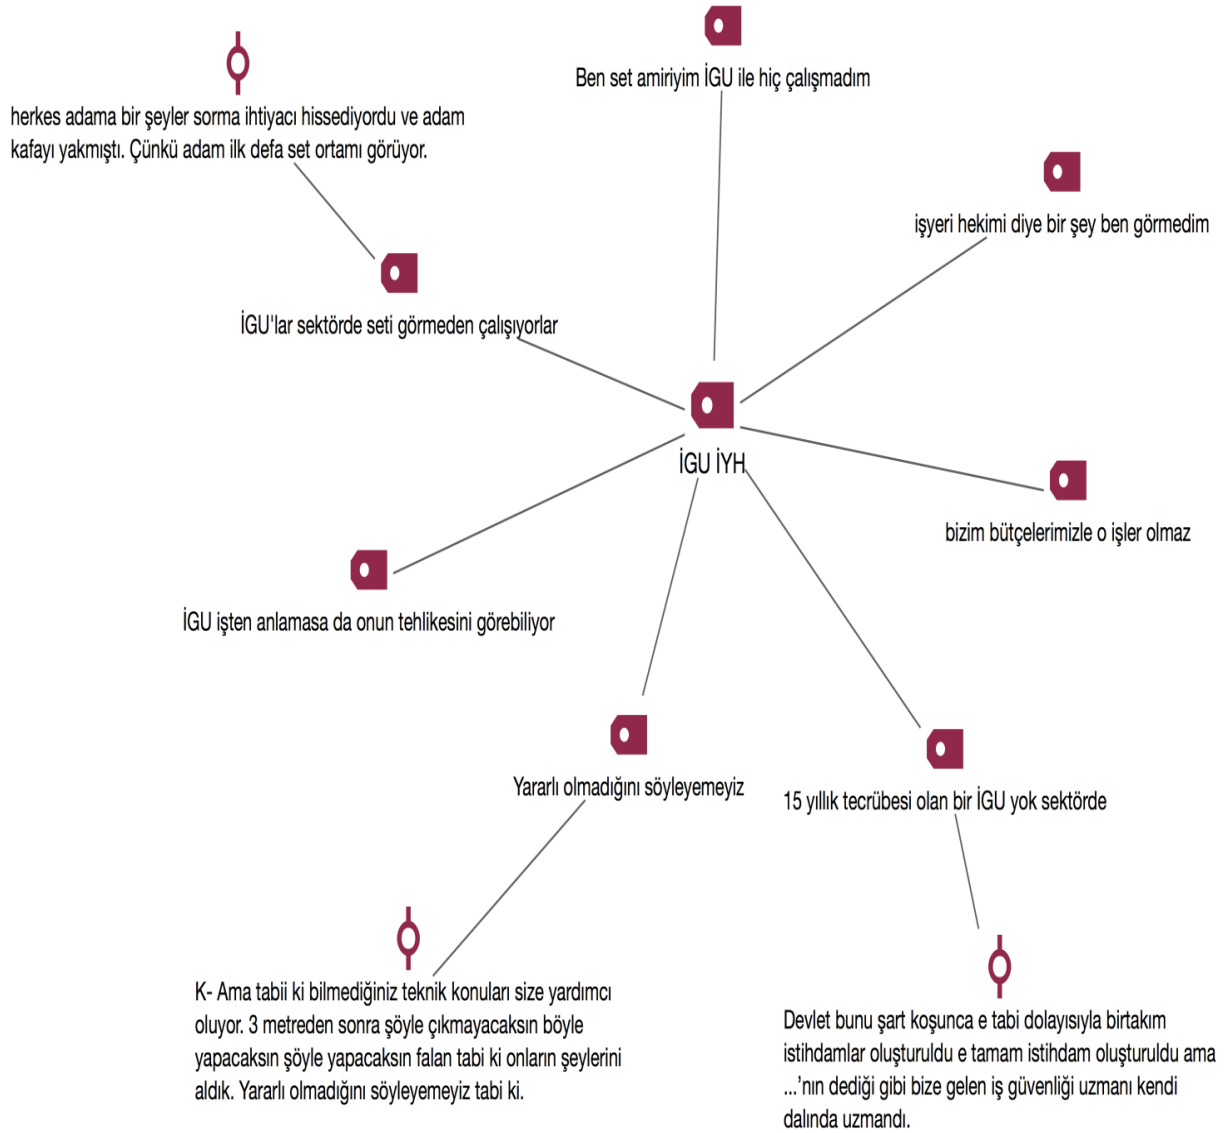 Ben set amiriyim İGU ile hiç çalışmadım
herkes adama bir şeyler sorma ihtiyacı hissediyordu ve adam
kafayı yakmıştı. Çünkü adam ilk defa set ortamı görüyor.
işyeri hekimi diye bir şey ben görmedim
İGU'lar sektörde seti görmeden çalışıyorlar
İGU İYH
bizim bütçelerimizle o işler olmaz
İGU işten anlamasa da onun tehlikesini görebiliyor
Yararlı olmadığını söyleyemeyiz
15 yıllık tecrübesi olan bir İGU yok sektörde
K- Ama tabii ki bilmediğiniz teknik konuları size yardımcı
oluyor. 3 metreden sonra şöyle çıkmayacaksın böyle
yapacaksın şöyle yapacaksın falan tabi ki onların şeylerini
aldık. Yararlı olmadığını söyleyemeyiz tabi ki.
Devlet bunu şart koşunca e tabi dolayısıyla birtakım
istihdamlar oluşturuldu e tamam istihdam oluşturuldu ama
...’nın dediği gibi bize gelen iş güvenliği uzmanı kendi
dalında uzmandı.